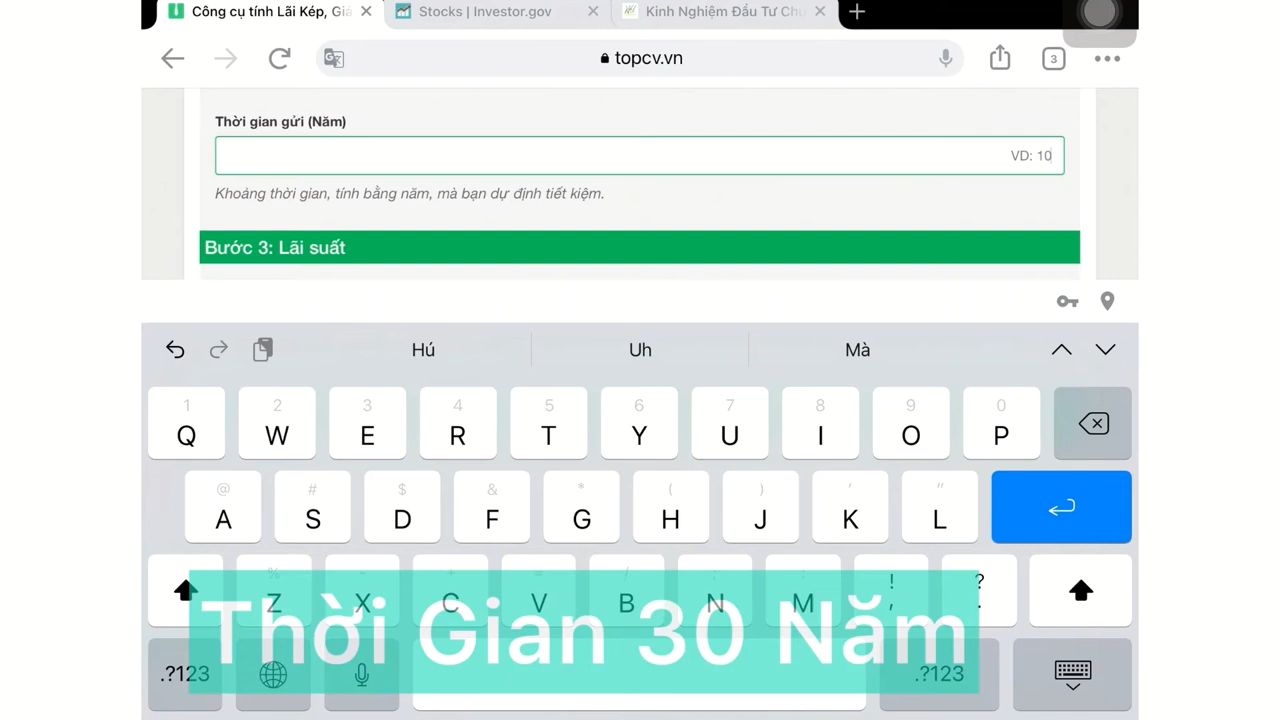 Công cụ tính Lãi Kép, Giá
Stocks | Investor.gov
Kinh Nghiệm Đầu Tư Chứ
topcv.vn
3
Thời gian gửi (Năm)
VD: 10
Khoảng thời gian, tính bằng năm, mà bạn dự định tiết kiệm.
Bước 3: Lãi suất
Hú Uh Mà
1 2 3 4 5 6 7 8 9 0
Q W E R T Y U I O P
@ # $ & * ( ) ' "
A S D F G H J K L
% - + = / ; : ! ?
Z X C V B N M , .
Thời Gian 30 Năm
.?123 .?123